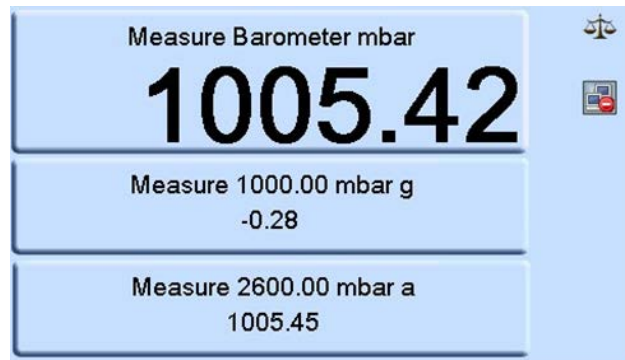 Measure Barometer mbar
1005.42
Measure 1000.00 mbar g
-0.28
Measure 2600.00 mbar a
1005.45